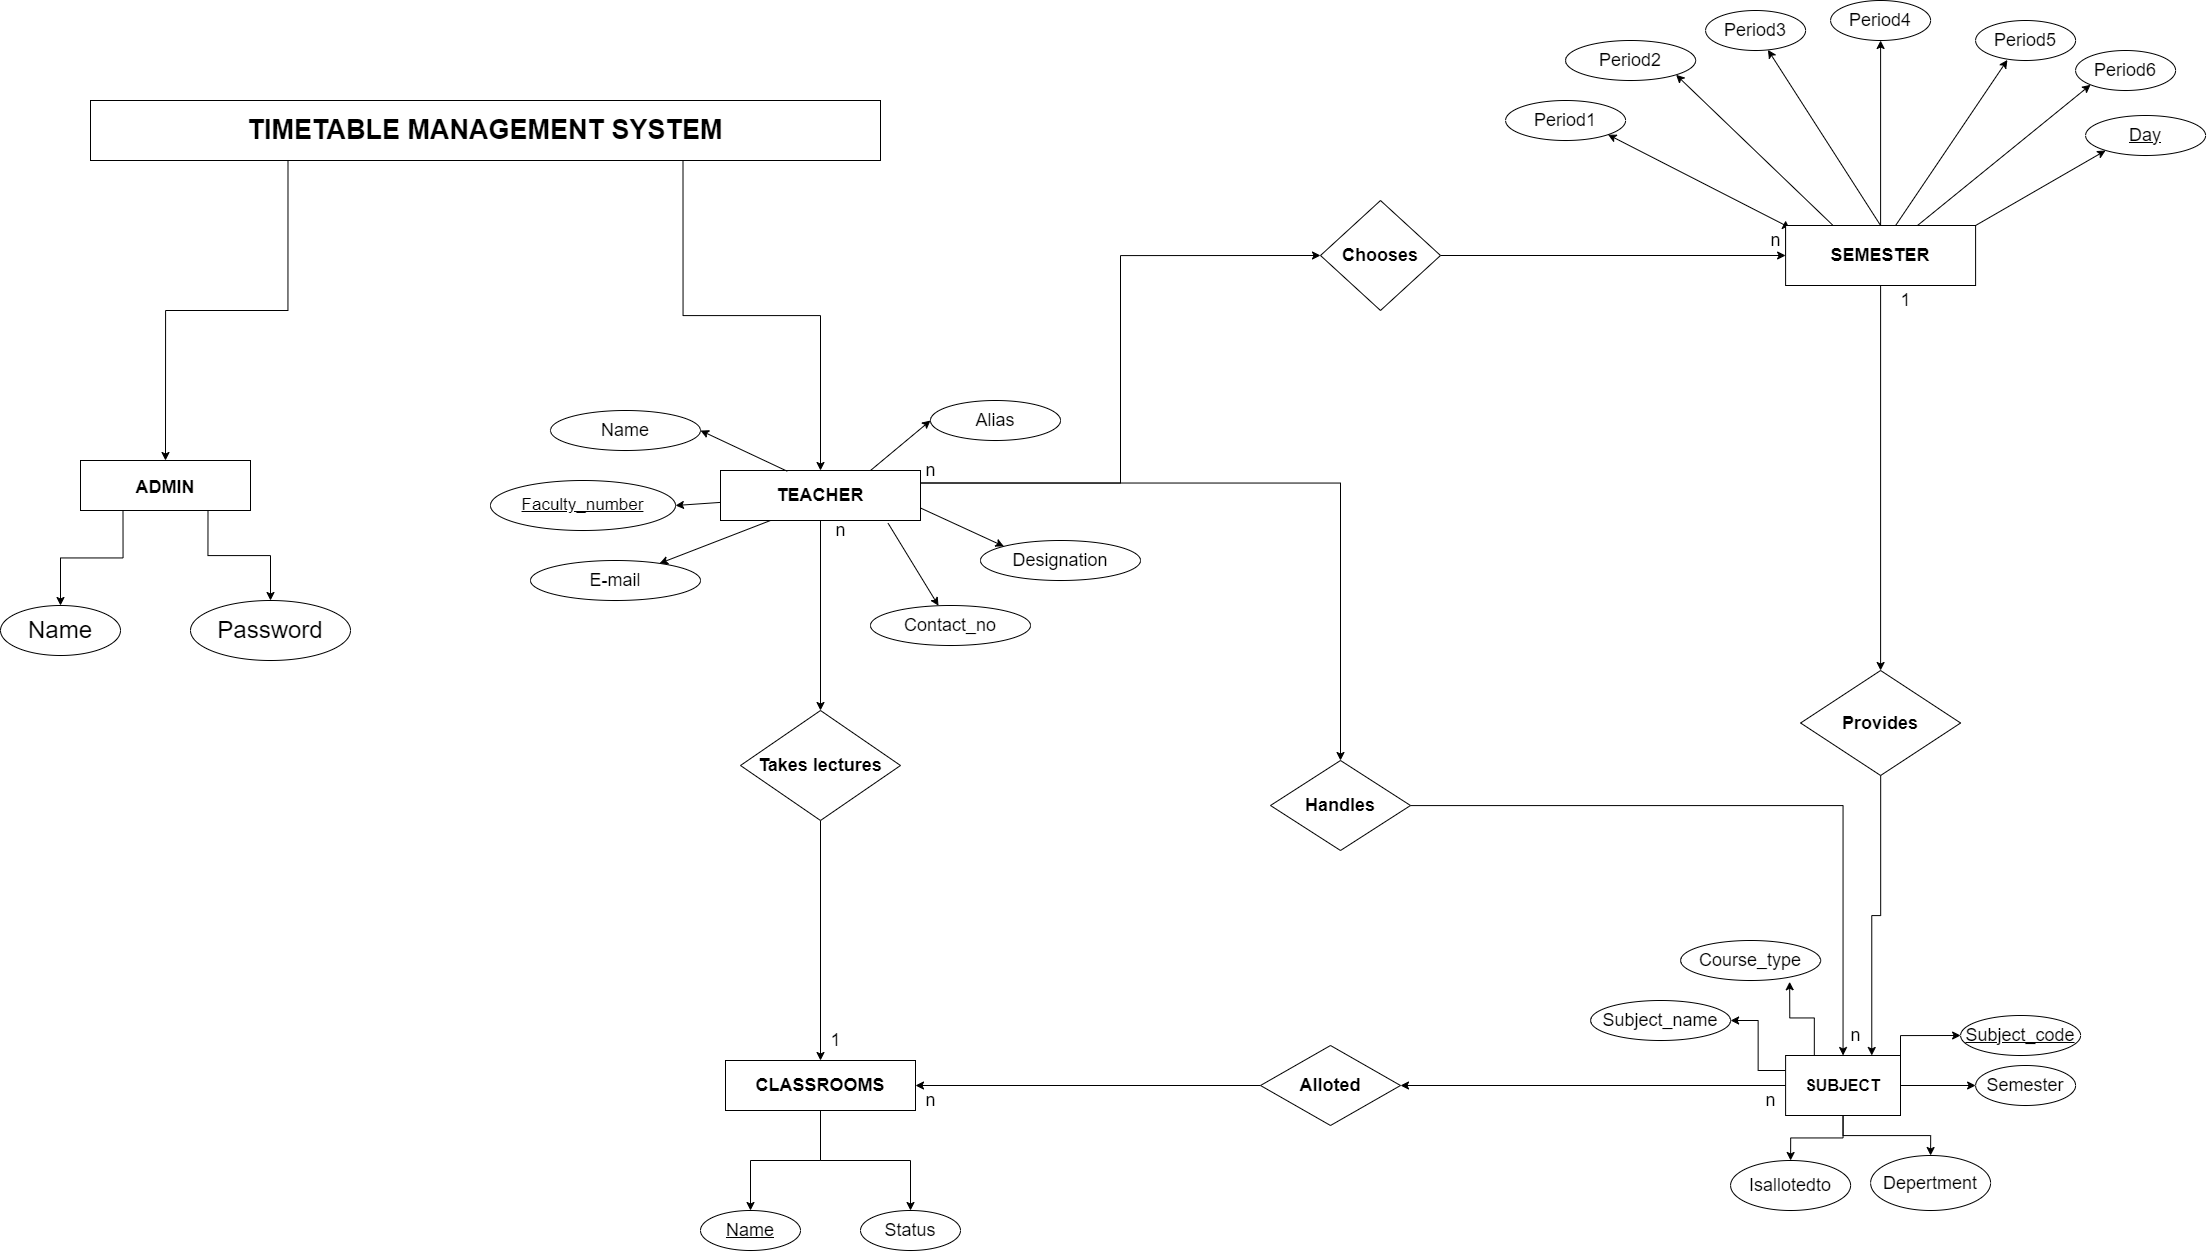 Period4
Period3
Period5
Period2
Period6
Period1
Day
TIMETABLE MANAGEMENT SYSTEM
n
Chooses
SEMESTER
1
Alias
Name
n
ADMIN
TEACHER
Faculty_number
n
Designation
E-mail
Contact_no
Name
Password
Provides
Takes lectures
Handles
Course_type
Subject_name
1
n
Subject_code
CLASSROOMS
Alloted
SUBJECT
Semester
n
n
Isallotedto
Depertment
Name
Status